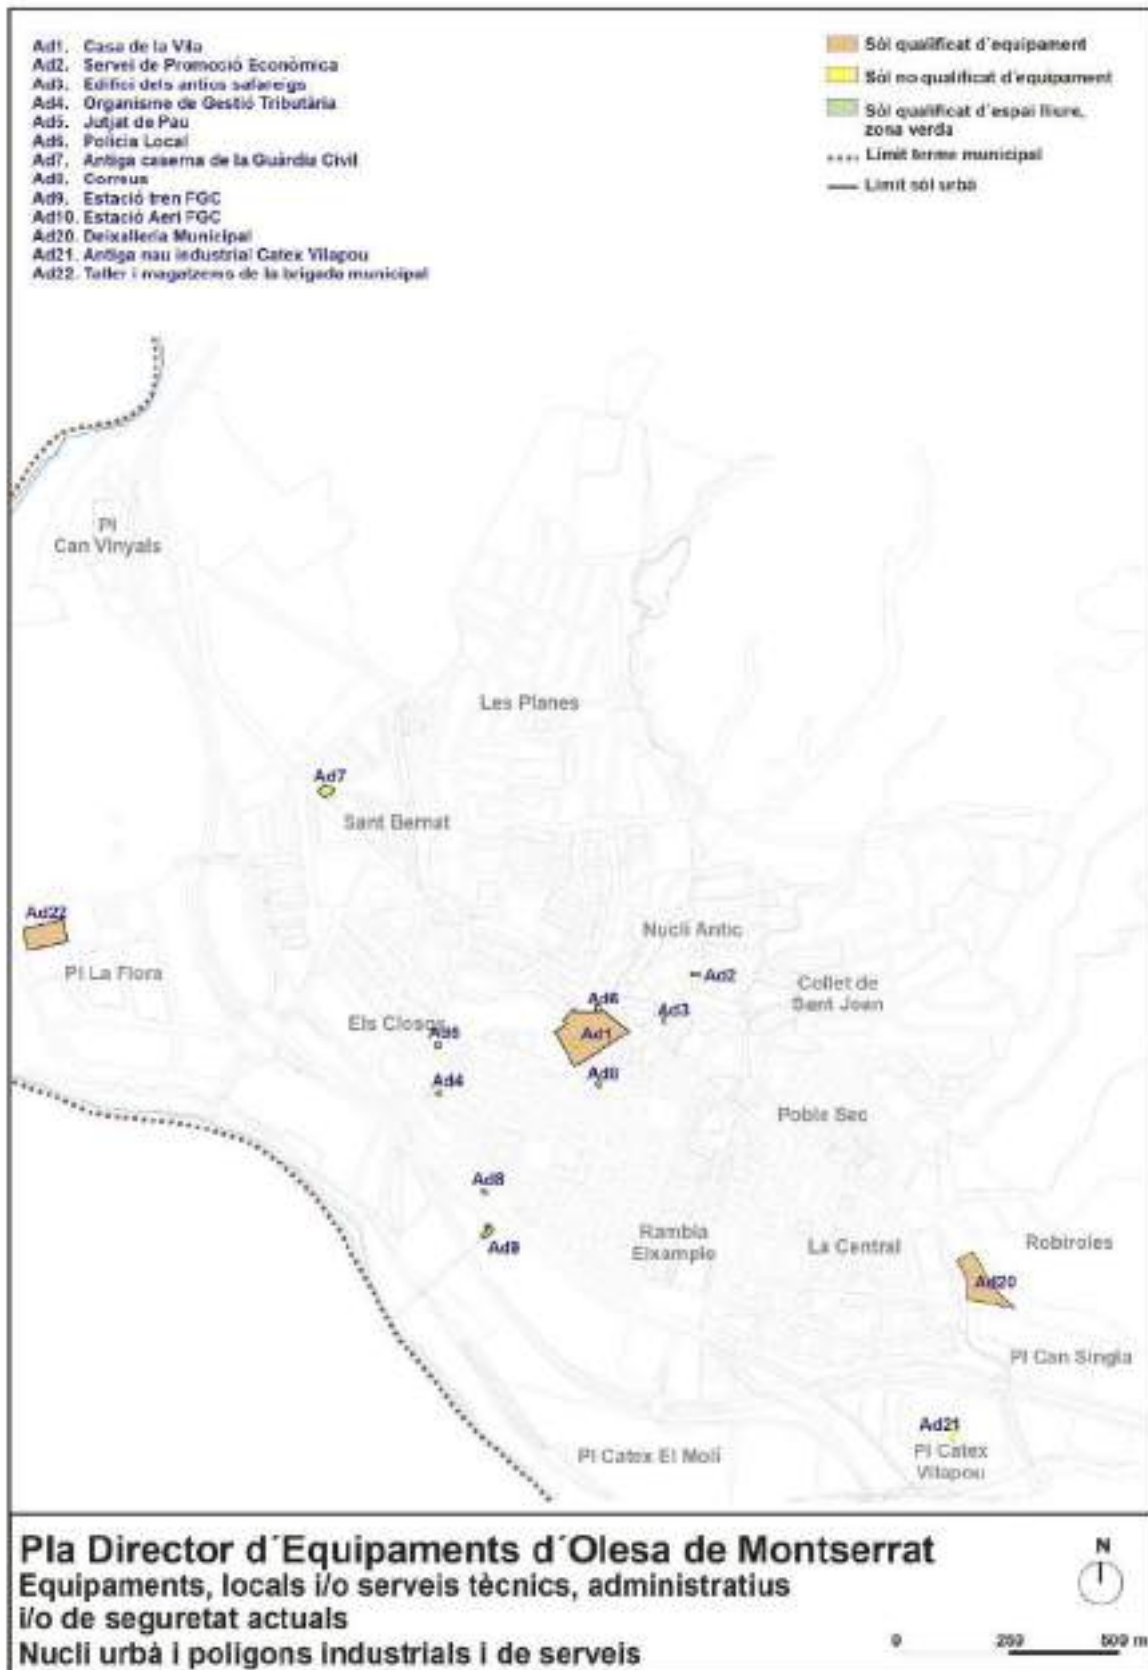 Ad1. Casa de la Vila
Ad2. Servei de Promoció Econòmica
Ad3. Edifici dels antics safareigs
Ad4. Organisme de Gestió Tributària
Ad5. Jutjat de Pau
Ad6. Policia Local
Ad7. Antiga caserna de la Guàrdia Civil
Ad8. Correus
Ad9. Estació tren FGC
Ad10. Estació Aeri FGC
Ad20. Deixalleria Municipal
Ad21. Antiga nau industrial Catex Vilapou
Ad22. Taller i magatzems de la brigada municipal
Sòl qualificat d'equipament
Sòl no qualificat d'equipament
Sòl qualificat d'espai lliure,
zona verda
Límit terme municipal
Límit sòl urbà
PI
Can Vinyals
Les Planes
Ad7
Sant Bernat
Ad22
PI La Flora
Nucli Antic
Ad2
Collet de
Sant Joan
Ad6
Ad3
Els Closos
Ad5
Ad1
Ad4
Poble Sec
Ad8
Ad9
Rambla
Eixample
La Central
Robiroles
Ad20
PI Can Singla
Ad21
PI Catex
Vilapou
PI Catex El Molí
Pla Director d´Equipaments d´Olesa de Montserrat
Equipaments, locals i/o serveis tècnics, administratius
i/o de seguretat actuals
Nucli urbà i polígons industrials i de serveis
N
0 250 500 m